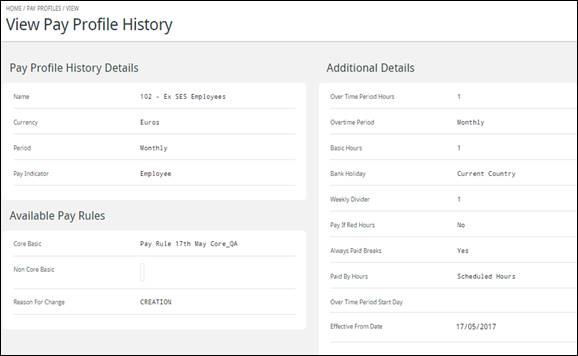 HOME / PAY PROFILES / VIEW
View Pay Profile History
Pay Profile History Details
Name 102 - Ex SES Employees
Currency Euros
Period Monthly
Pay Indicator Employee
Available Pay Rules
Core Basic Pay Rule 17th May Core_QA
Non Core Basic
Reason For Change CREATION
Additional Details
Over Time Period Hours 1
Overtime Period Monthly
Basic Hours 1
Bank Holiday Current Country
Weekly Divider 1
Pay If Red Hours No
Always Paid Breaks Yes
Paid By Hours Scheduled Hours
Over Time Period Start Day
Effective From Date 17/05/2017